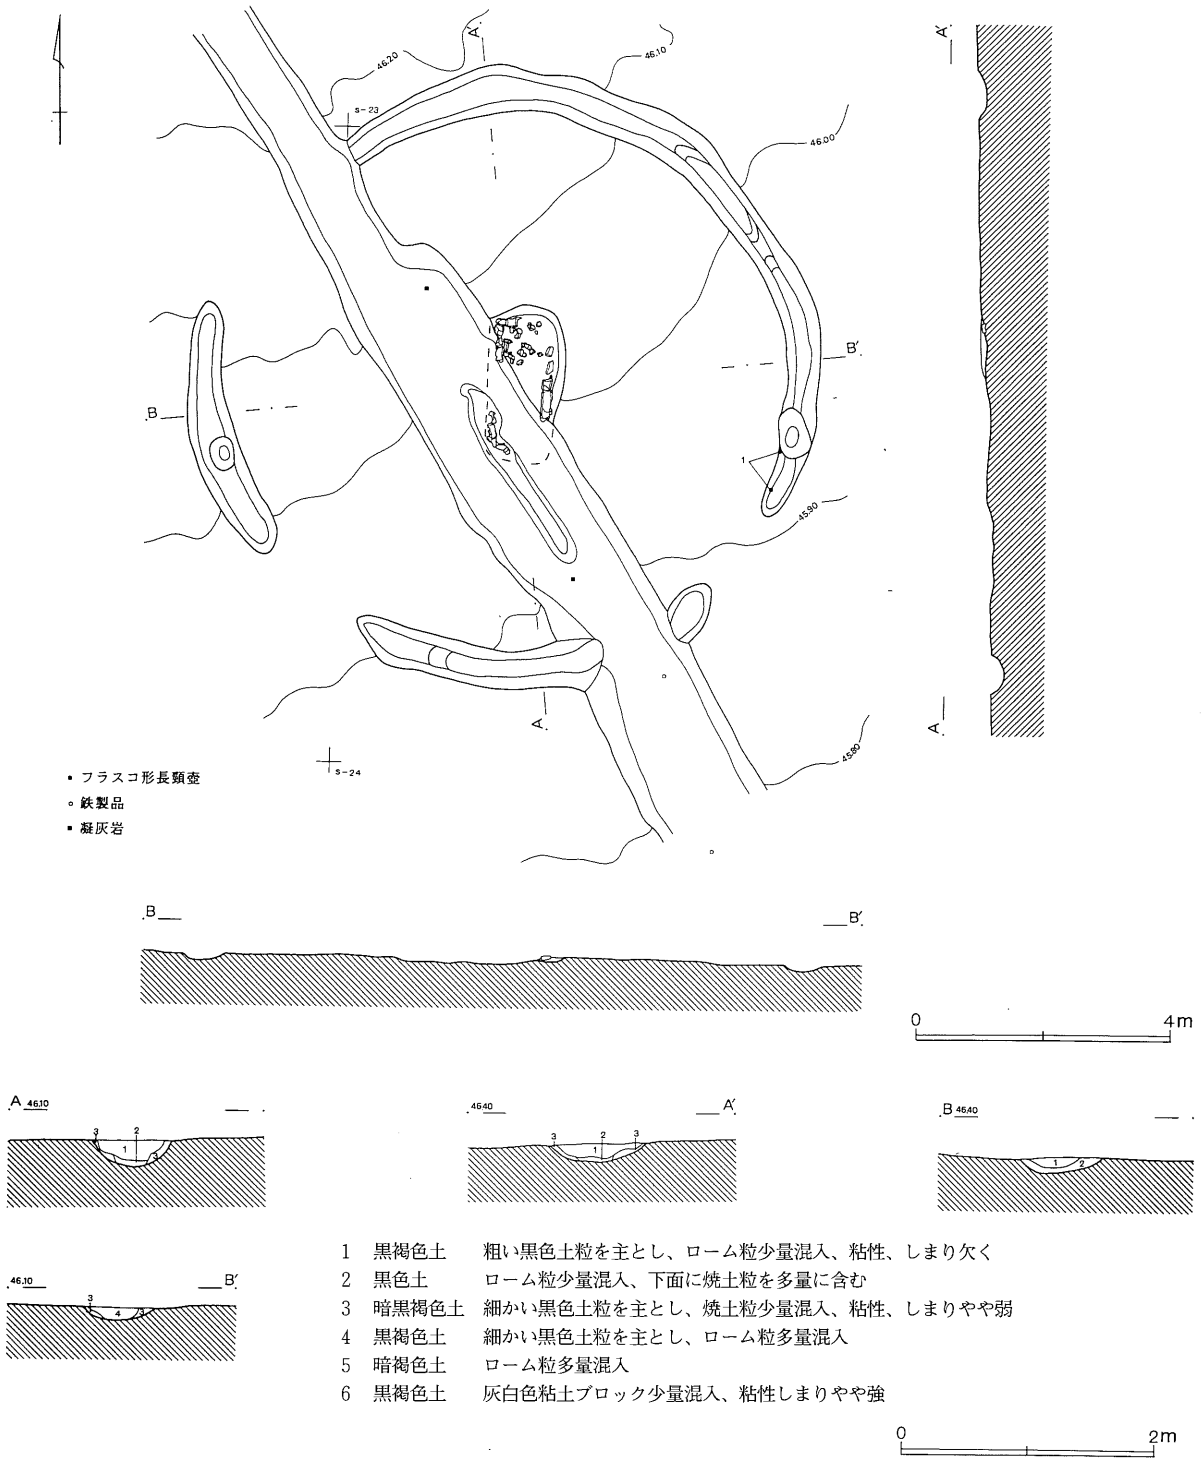 A′
A′
46.20
46.10
s-23
46.00
B′
B
1
45.90
A
A
s-24
45.80
• フラスコ形長頸壺
○ 鉄製品
■ 凝灰岩
B
B′
0 4m
A 46.10
46.40 A′
B 46.40
3 2
1 3
3 2 3
1
1 2
46.10 B′
3
4 3
1 黒褐色土 粗い黒色土粒を主とし、ローム粒少量混入、粘性、しまり欠く
2 黒色土 ローム粒少量混入、下面に焼土粒を多量に含む
3 暗黒褐色土 細かい黒色土粒を主とし、焼土粒少量混入、粘性、しまりやや弱
4 黒褐色土 細かい黒色土粒を主とし、ローム粒多量混入
5 暗褐色土 ローム粒多量混入
6 黒褐色土 灰白色粘土ブロック少量混入、粘性しまりやや強
0 2m